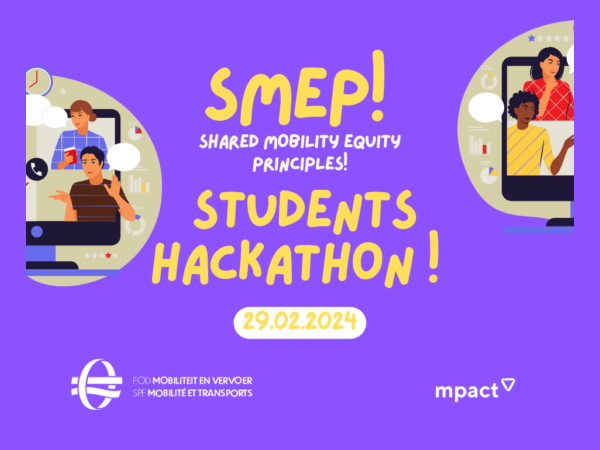 SMEP!
SHARED MOBILITY EQUITY
PRINCIPLES!
STUDENTS
HACKATHON!
29.02.2024
FOD MOBILITEIT EN VERVOER
SPF MOBILITÉ ET TRANSPORTS
mpact